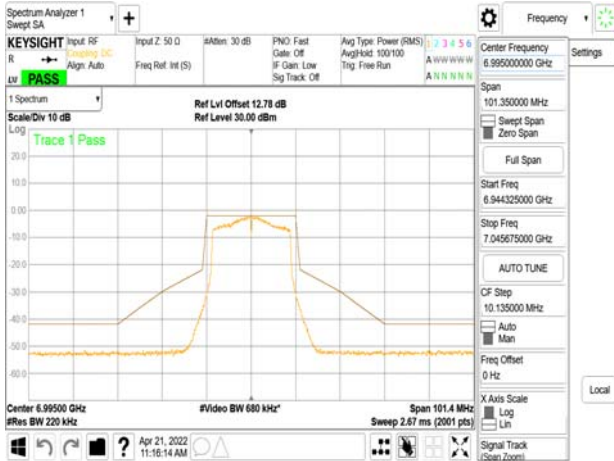 Spectrum Analyzer 1
Swept SA
+
Frequency
KEYSIGHT
R
LV PASS
Input: RF
Coupling: DC
Align: Auto
Input Z: 50 Ω
Freq Ref: Int (S)
#Atten: 30 dB
PNO: Fast
Gate: Off
IF Gain: Low
Sig Track: Off
Avg Type: Power (RMS)
Avg|Hold: 100/100
Trig: Free Run
1 2 3 4 5 6
A W W W W W
A N N N N N
1 Spectrum
Scale/Div 10 dB
Ref Lvl Offset 12.78 dB
Ref Level 30.00 dBm
Log
Trace 1 Pass
20.0
10.0
0.00
-10.0
-20.0
-30.0
-40.0
-50.0
-60.0
Center 6.99500 GHz
#Res BW 220 kHz
#Video BW 680 kHz*
Span 101.4 MHz
Sweep 2.67 ms (2001 pts)
Apr 21, 2022
11:16:14 AM
?
Center Frequency
6.995000000 GHz
Span
101.350000 MHz
Swept Span
Zero Span
Full Span
Start Freq
6.944325000 GHz
Stop Freq
7.045675000 GHz
AUTO TUNE
CF Step
10.135000 MHz
Auto
Man
Freq Offset
0 Hz
X Axis Scale
Log
Lin
Signal Track
(Span Zoom)
Settings
Local